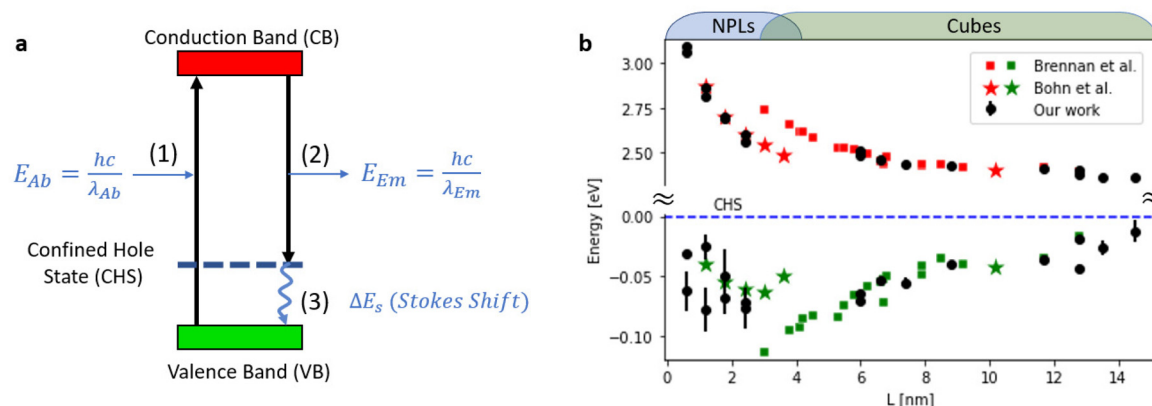 a
Conduction Band (CB)
(1)
(2)
E_Ab = hc/λ_Ab
E_Em = hc/λ_Em
Confined Hole
State (CHS)
(3)
ΔE_s (Stokes Shift)
Valence Band (VB)
b
NPLs
Cubes
Brennan et al.
Bohn et al.
Our work
3.00
2.75
2.50
≈
≈
CHS
0.00
−0.05
−0.10
Energy [eV]
0
2
4
6
8
10
12
14
L [nm]